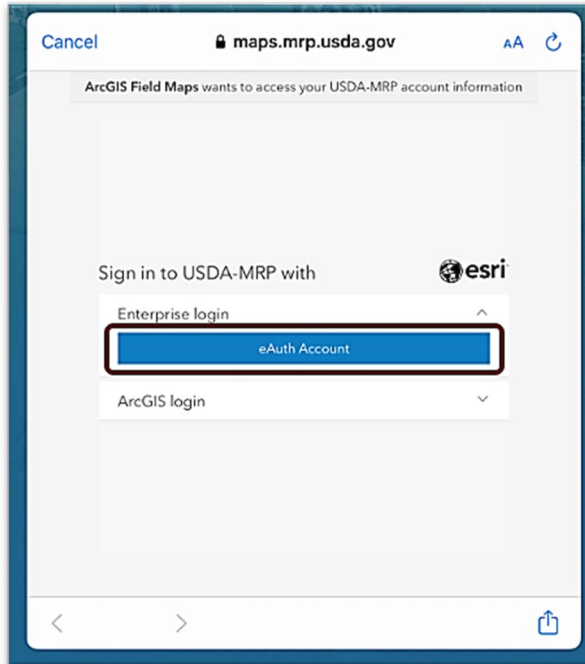 Cancel maps.mrp.usda.gov AA
ArcGIS Field Maps wants to access your USDA-MRP account information
Sign in to USDA-MRP with esri
Enterprise login
eAuth Account
ArcGIS login